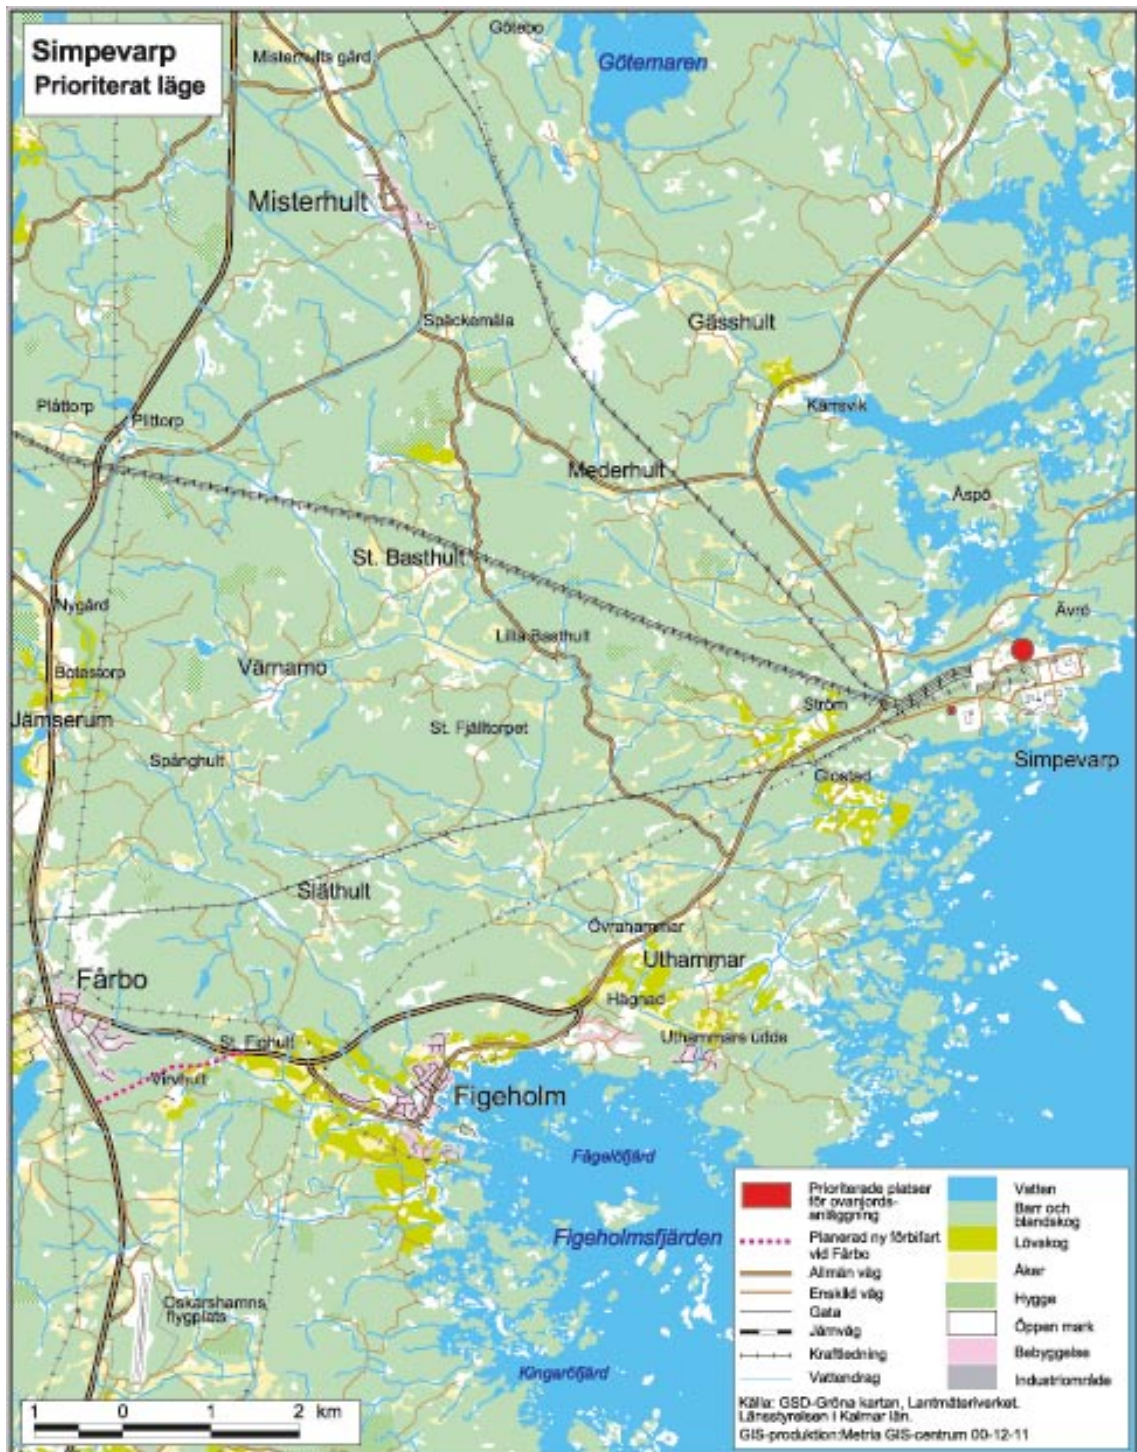 Simpevarp
Prioriterat läge
Götebo
Misterhults gård
Götemaren
Misterhult
Späckemåla
Gässhult
Plåttorp
Plittorp
Kärrsvik
Mederhult
Äspö
St. Basthult
Nygård
Ävrö
Lilla Basthult
Värnamo
Botestorp
Jämserum
Ström
St. Fjälltorpet
Spånghult
Simpevarp
Glostad
Släthult
Övrahammar
Uthammar
Fårbo
Hägnad
Uthammars udde
St. Fighult
Virvhult
Figeholm
Fågelöfjärd
Figeholmsfjärden
Oskarshamns
flygplats
Kingaröfjärd
1 0 1 2 km
Prioriterade platser
för ovanjords-
anläggning
Planerad ny förbifart
vid Fårbo
Allmän väg
Enskild väg
Gata
Järnväg
Kraftledning
Vattendrag
Vatten
Barr och
blandskog
Lövskog
Åker
Hygge
Öppen mark
Bebyggelse
Industriområde
Källa: GSD-Gröna kartan, Lantmäteriverket.
Länsstyrelsen i Kalmar län.
GIS-produktion:Metria GIS-centrum 00-12-11